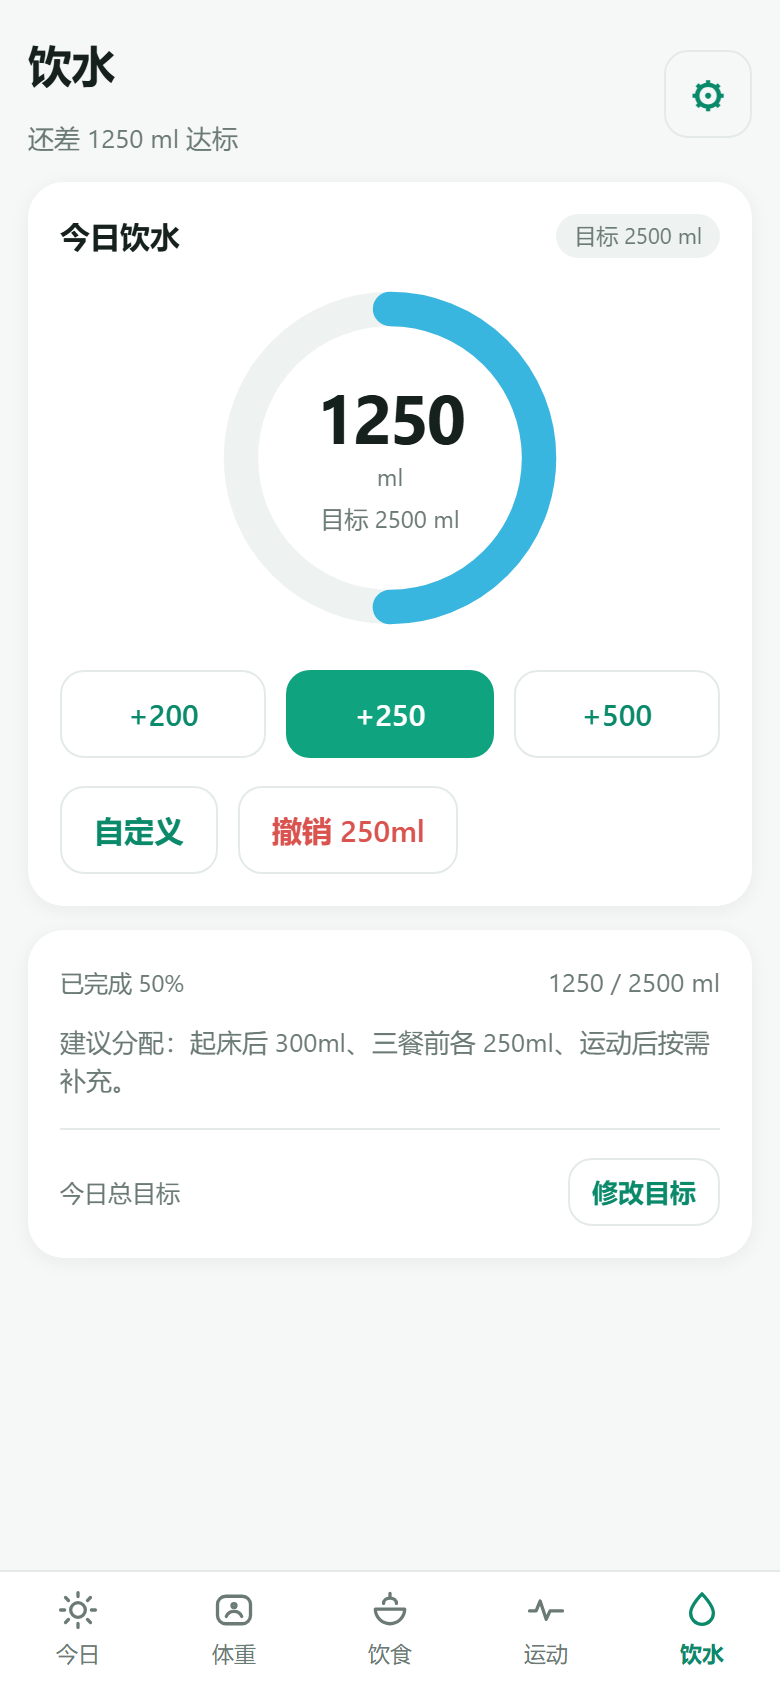 饮水
还差 1250 ml 达标
今日饮水
目标 2500 ml
1250
ml
目标 2500 ml
+200
+250
+500
自定义
撤销 250ml
已完成 50%
1250 / 2500 ml
建议分配：起床后 300ml、三餐前各 250ml、运动后按需
补充。
今日总目标
修改目标
今日
体重
饮食
运动
饮水